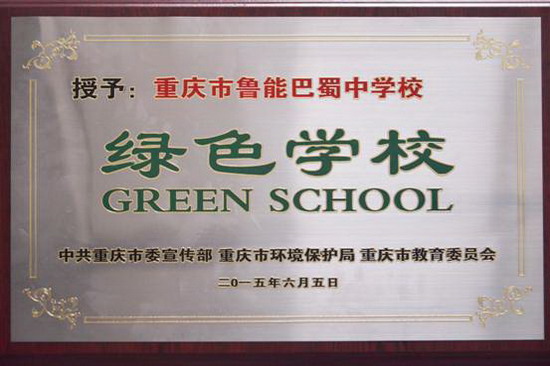 授予：重庆市鲁能巴蜀中学校
绿色学校
GREEN SCHOOL
中共重庆市委宣传部 重庆市环境保护局 重庆市教育委员会
二〇一五年六月五日